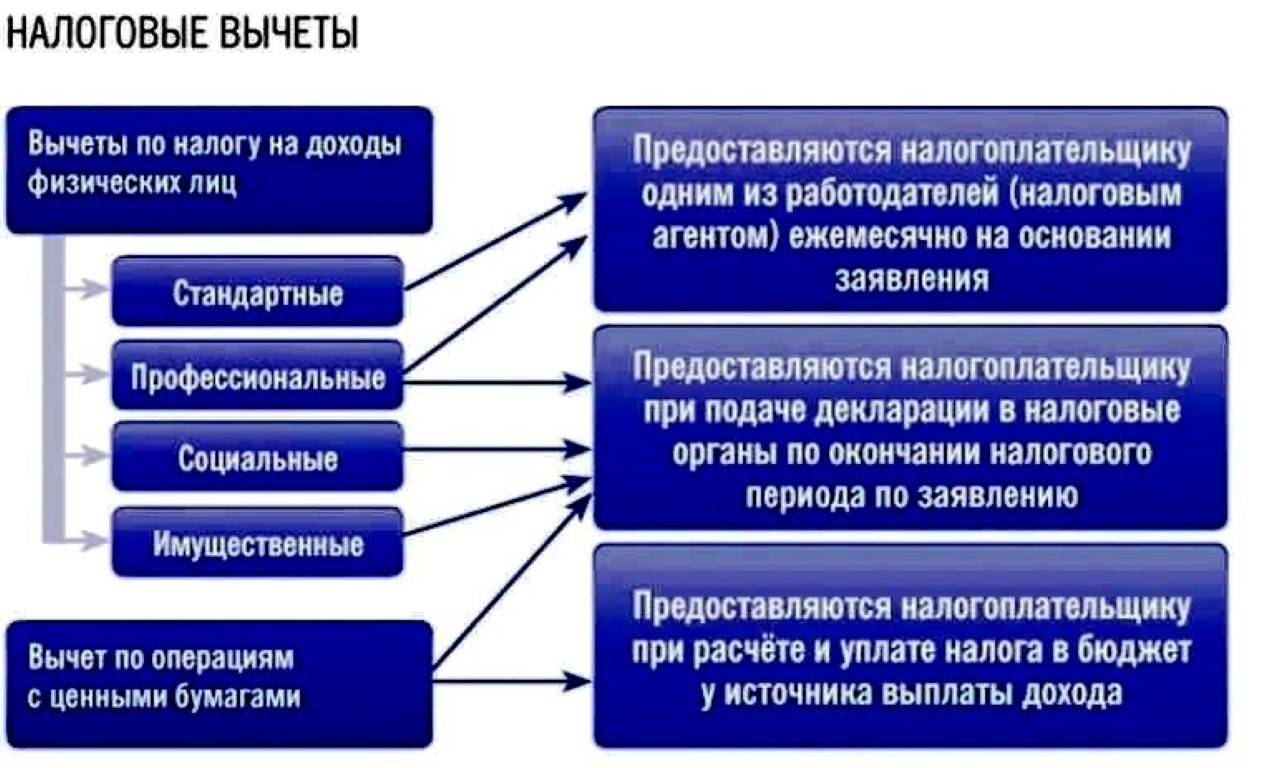 НАЛОГОВЫЕ ВЫЧЕТЫ
Вычеты по налогу на доходы
физических лиц
Стандартные
Профессиональные
Социальные
Имущественные
Вычет по операциям
с ценными бумагами
Предоставляются налогоплательщику
одним из работодателей (налоговым
агентом) ежемесячно на основании
заявления
Предоставляются налогоплательщику
при подаче декларации в налоговые
органы по окончании налогового
периода по заявлению
Предоставляются налогоплательщику
при расчёте и уплате налога в бюджет
у источника выплаты дохода